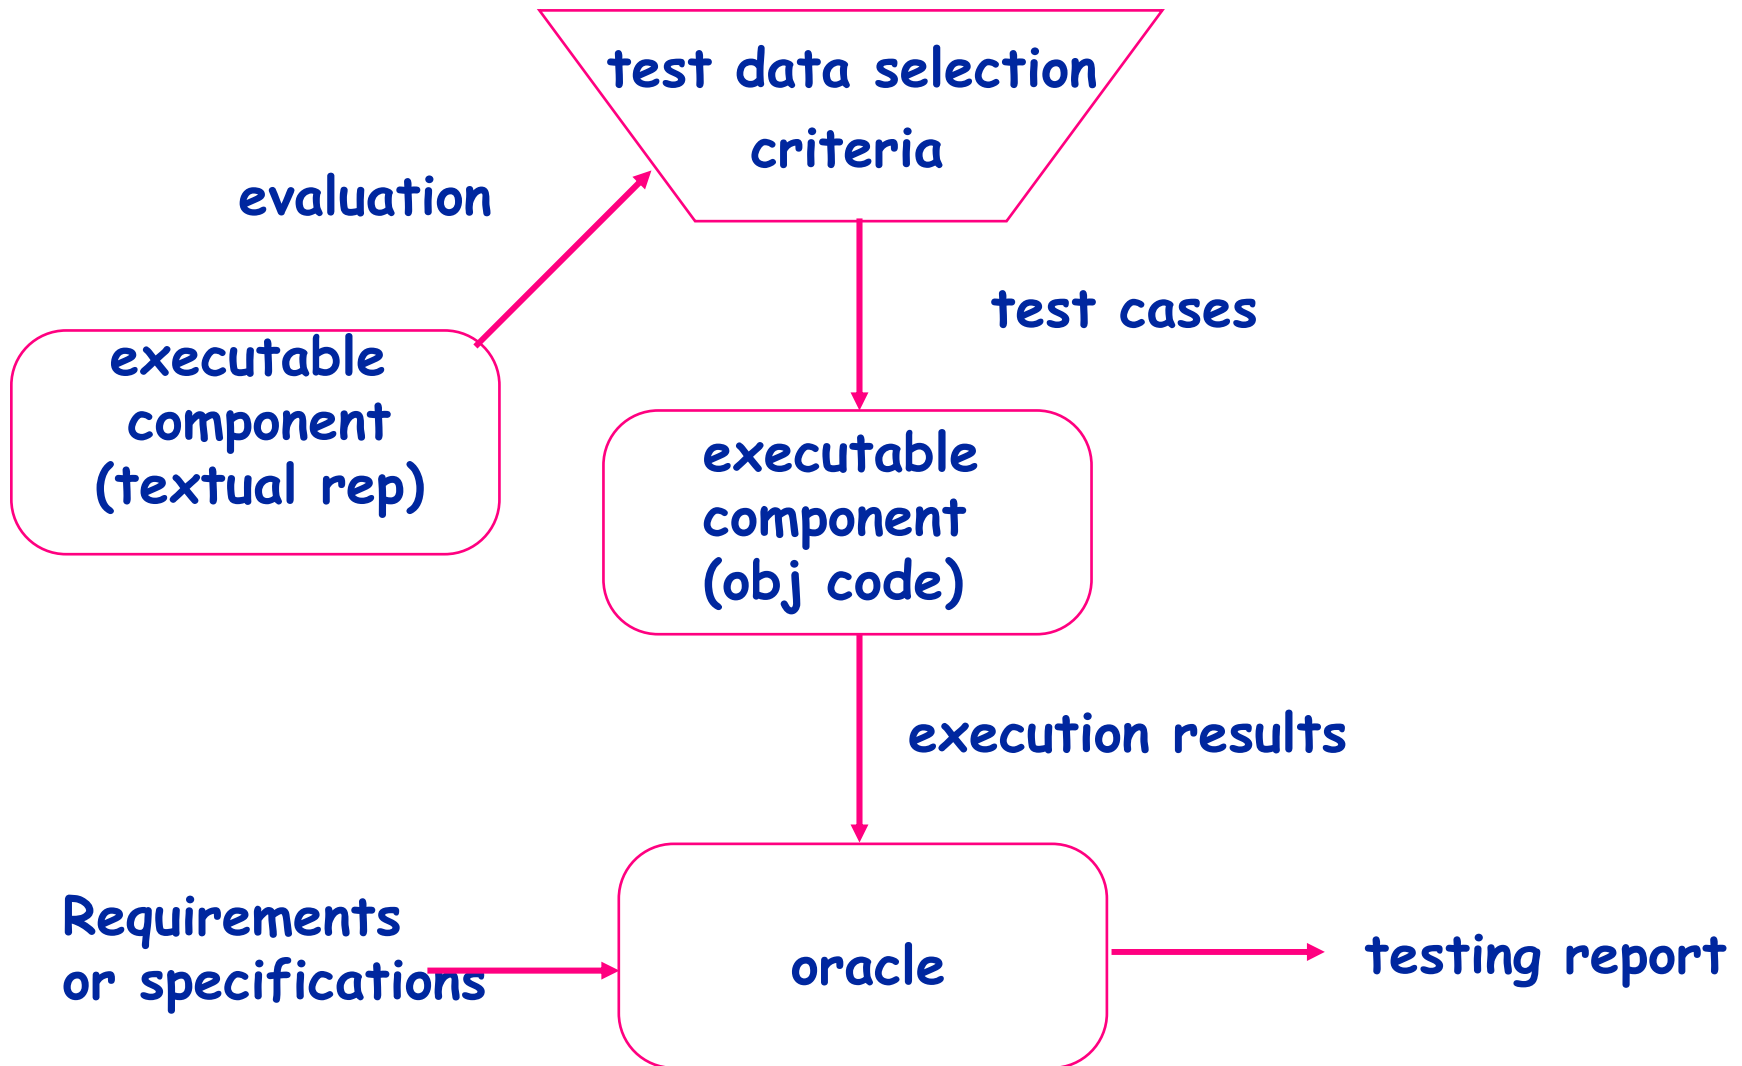 test data selection
criteria
evaluation
test cases
executable
component
(textual rep)
executable
component
(obj code)
execution results
Requirements
or specifications
oracle
testing report